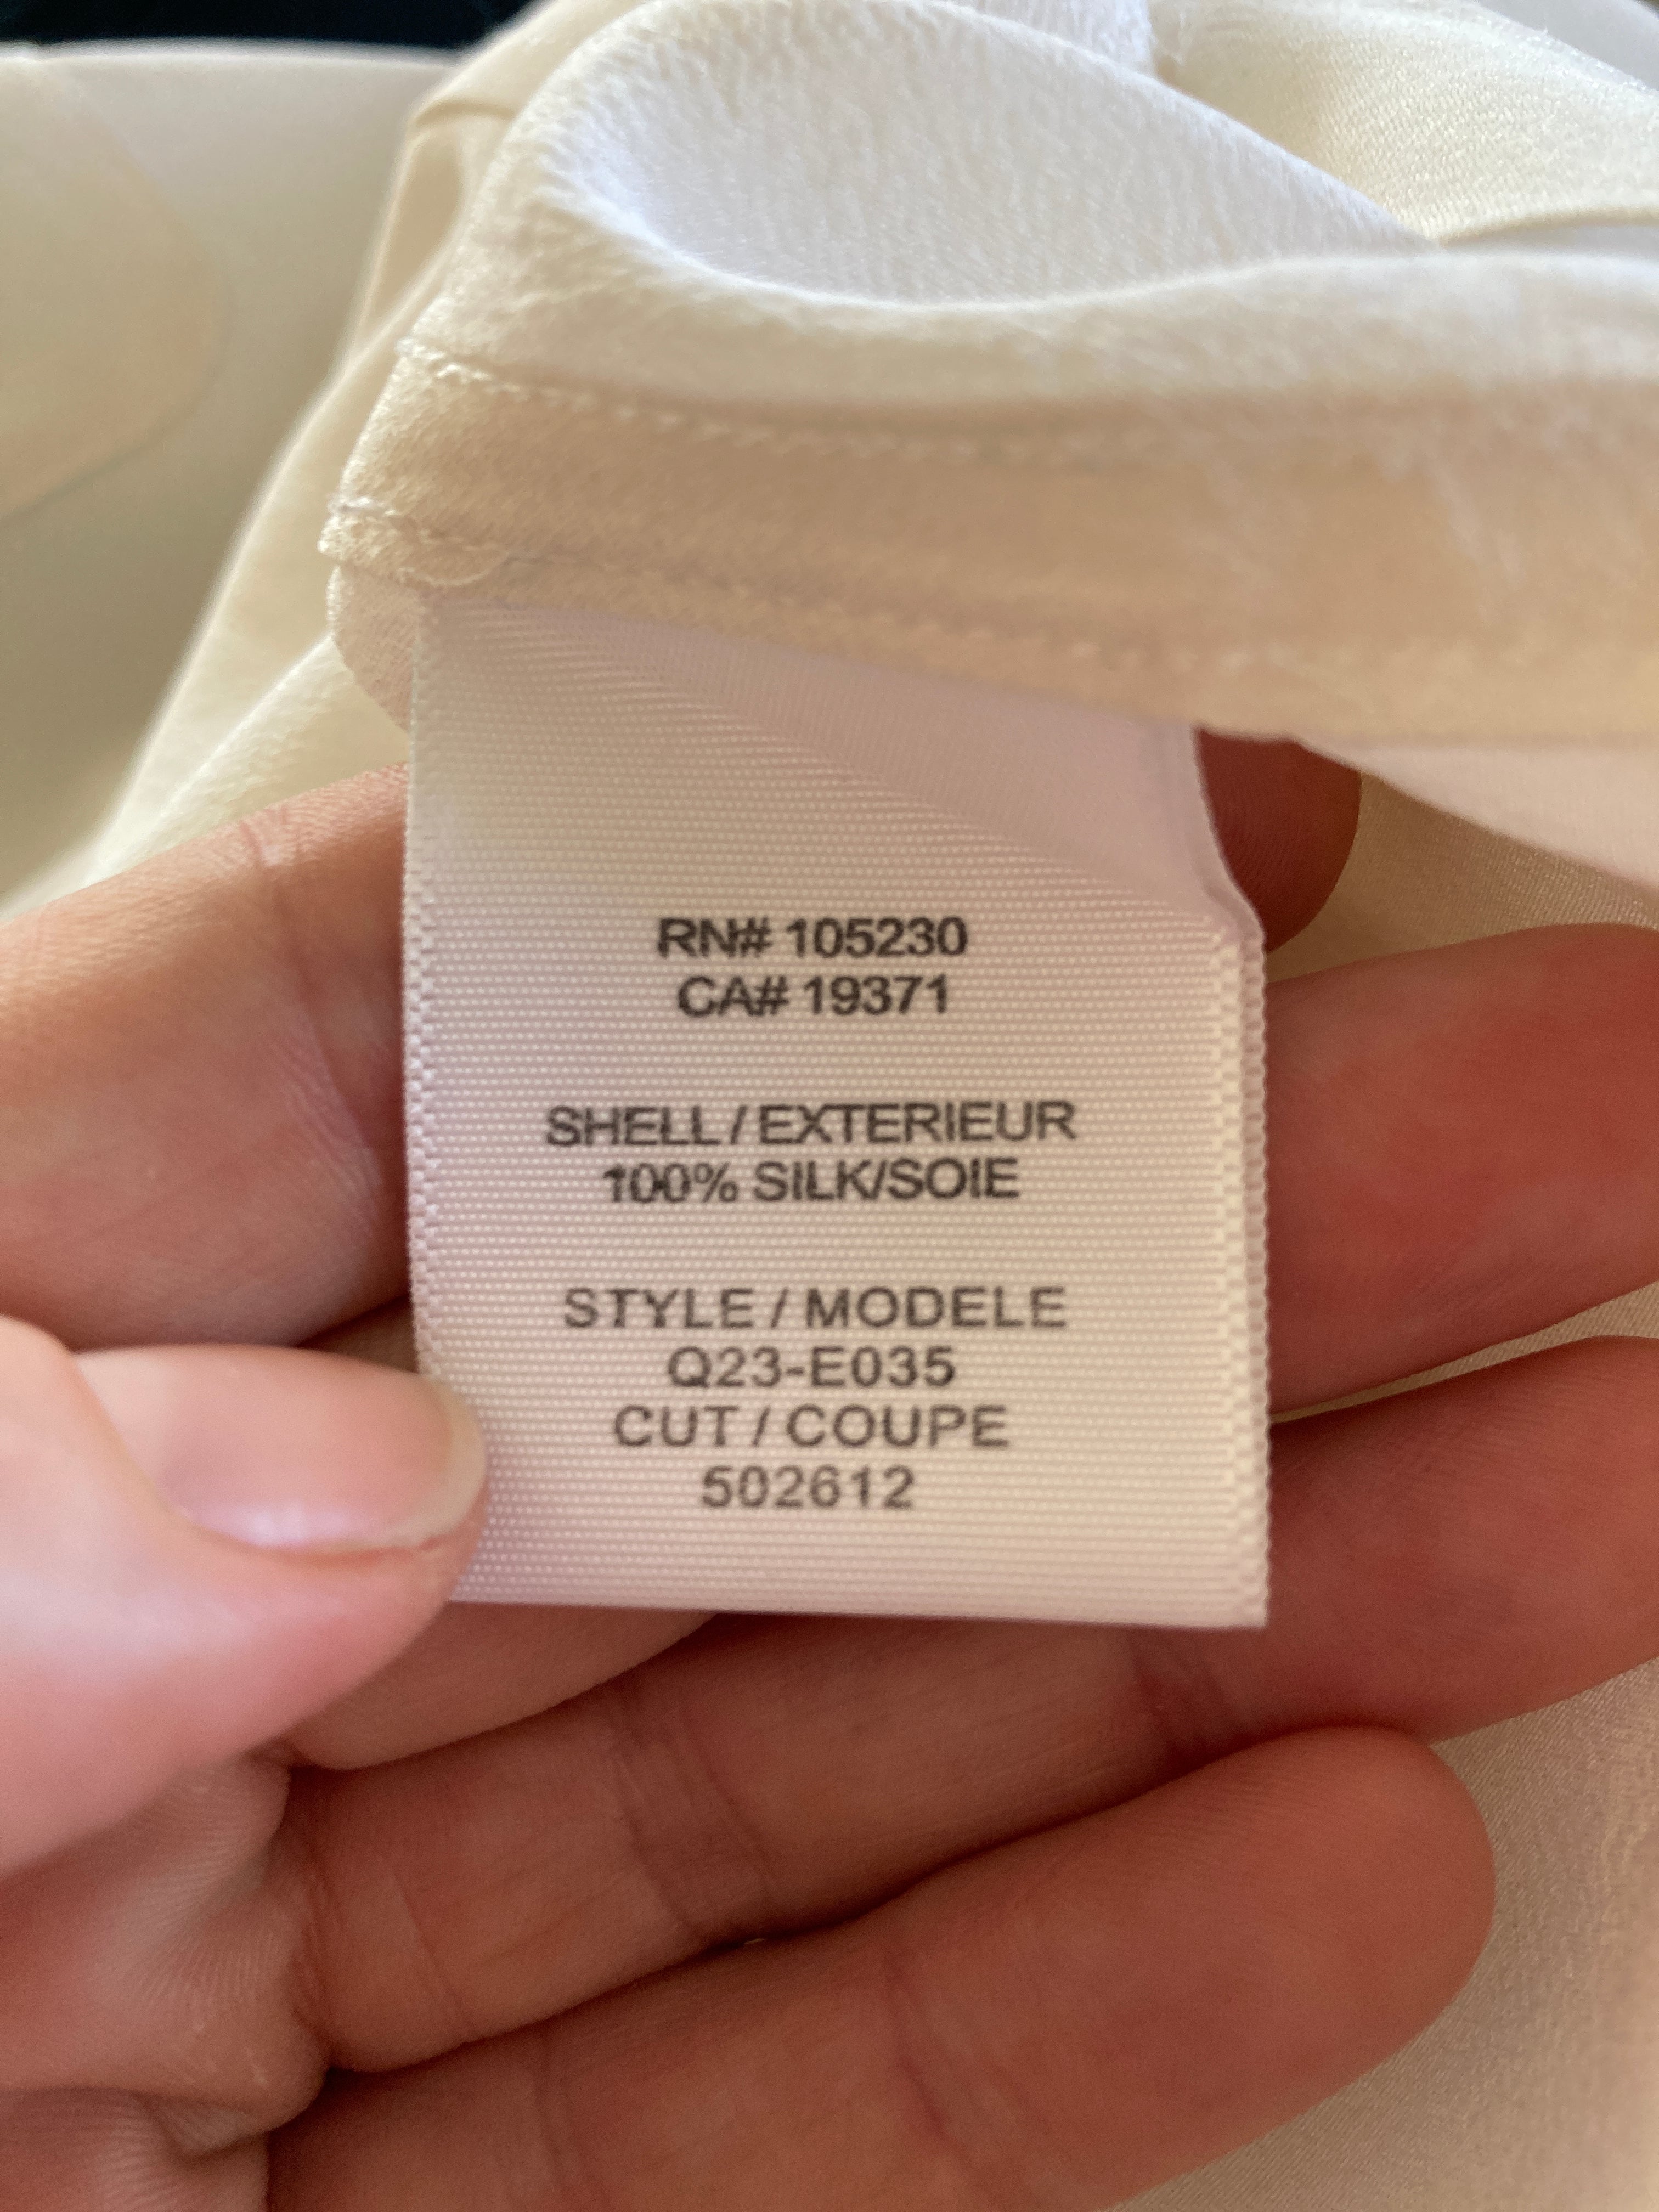 RN# 105230
CA# 19371
SHELL / EXTERIEUR
100% SILK/SOIE
STYLE / MODELE
Q23-E035
CUT / COUPE
502612